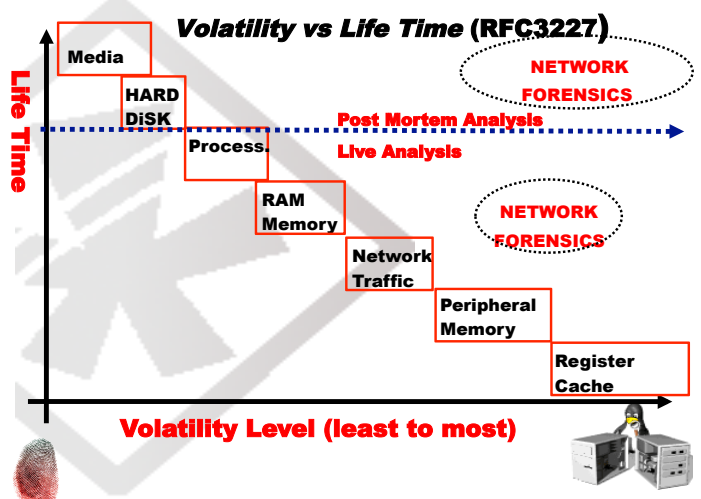 Volatility vs Life Time (RFC3227)
Media
NETWORK
FORENSICS
Life Time
HARD
DiSK
Post Mortem Analysis
Process.
Live Analysis
RAM
Memory
NETWORK
FORENSICS
Network
Traffic
Peripheral
Memory
Register
Cache
Volatility Level (least to most)